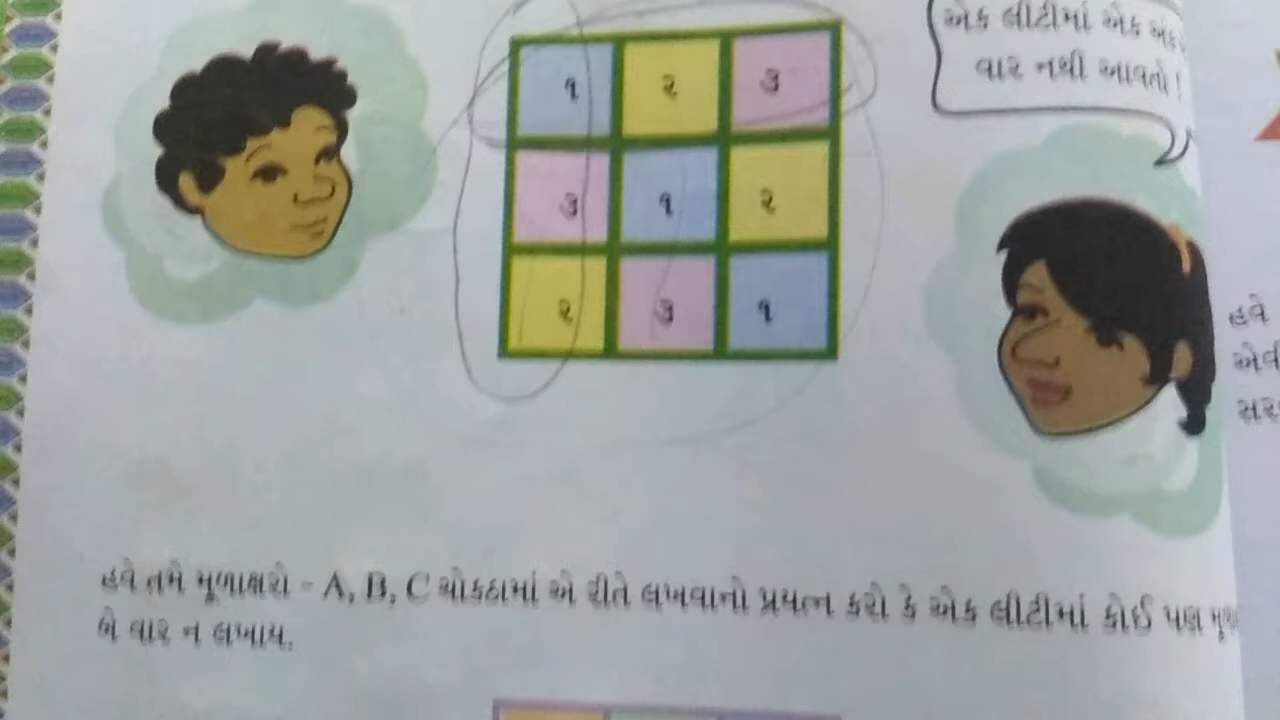 એક લીટીમાં એક
વાર નથી આવતો!
૧ ૨ ૩
૩ ૧ ૨
૨ ૩ ૧
હવે
સર
હવે તમે મૂળાક્ષરો - A, B, C ચોકઠામાં એ રીતે લખવાનો પ્રયત્ન કરો કે એક લીટીમાં કોઈ પણ
બે વાર ન લખાય.